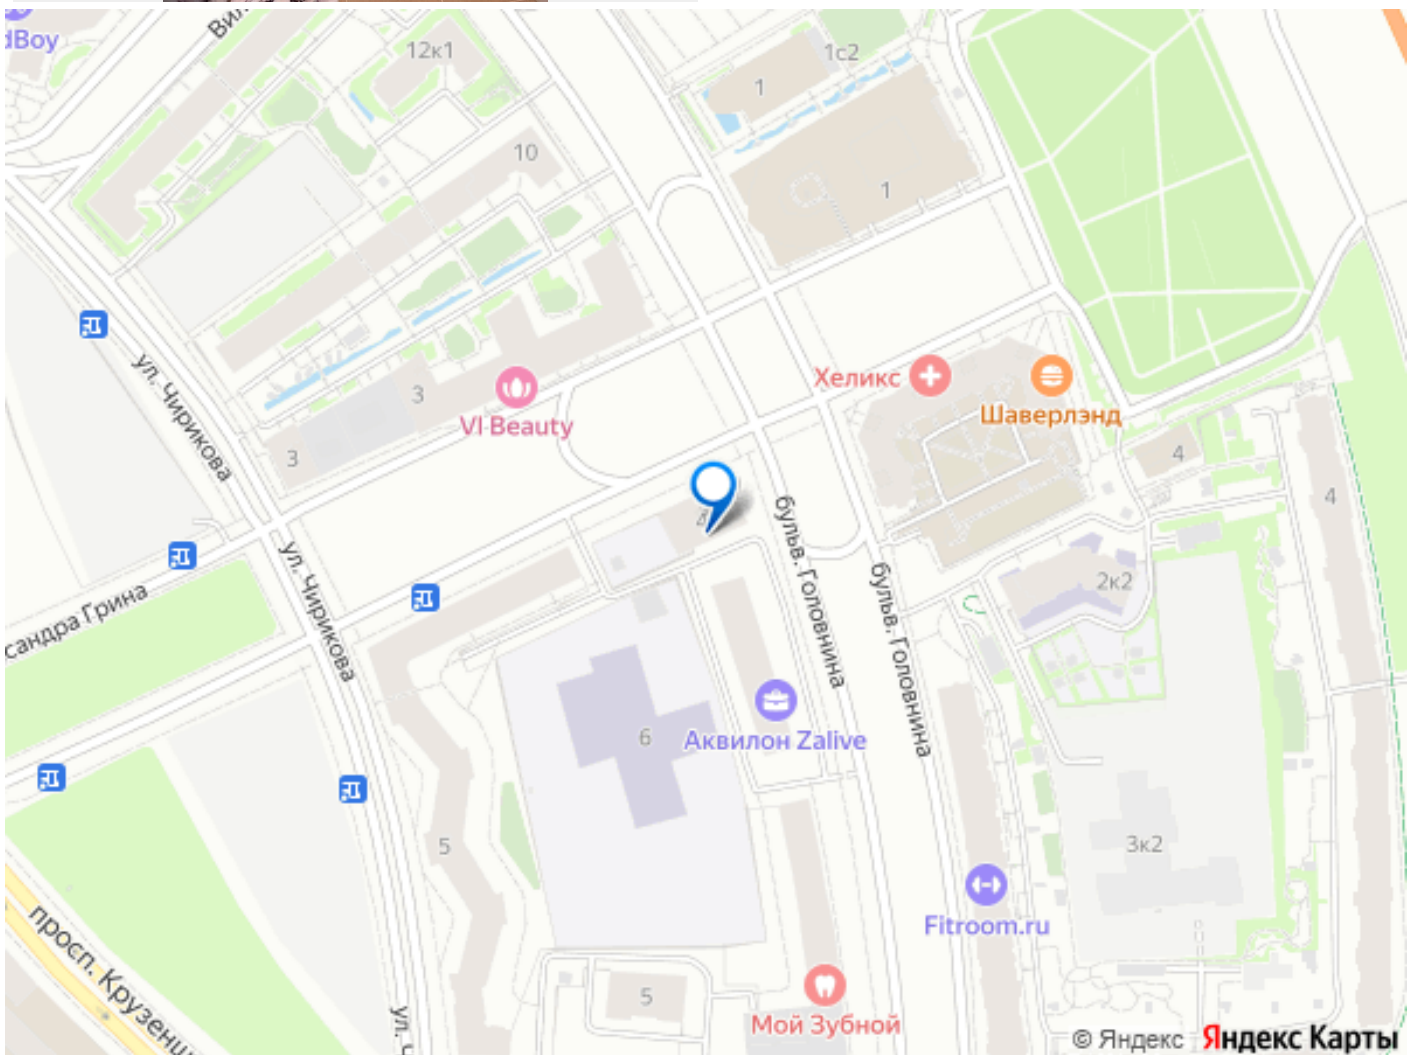 dBoy
Вил
12к1
1с2
1
10
1
ул. Чирикова
3
VI Beauty
3
Хеликс
Шаверлэнд
4
4
ул. Чирикова
бульв. Головнина
бульв. Головнина
2к2
сандра Грина
6
Аквилон Zalive
5
3к2
Fitroom.ru
просп. Крузенш
5
Мой Зубной
ул. Ч
© Яндекс Яндекс Карты